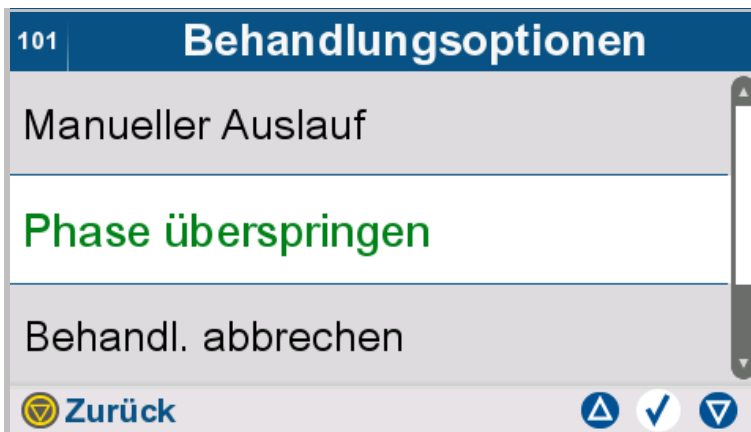 101 Behandlungsoptionen
Manueller Auslauf
Phase überspringen
Behandl. abbrechen
Zurück